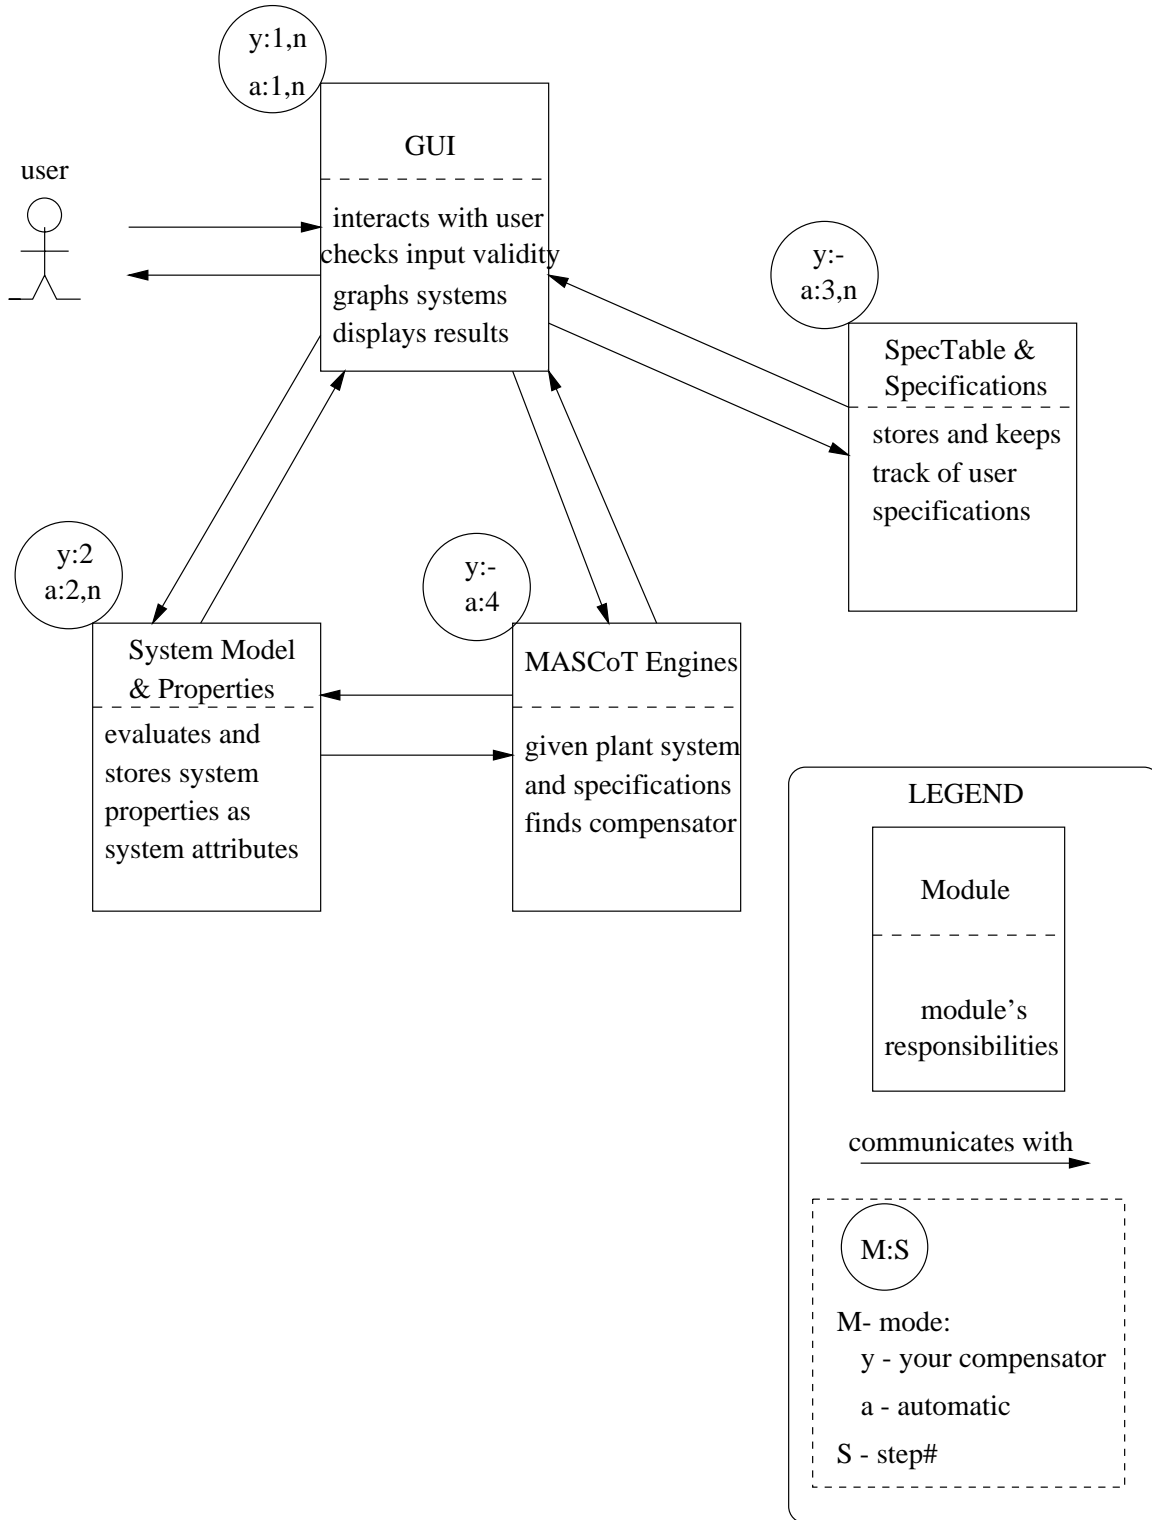 y:1,n
a:1,n
GUI
interacts with user
checks input validity
graphs systems
displays results
user
y:-
a:3,n
SpecTable &
Specifications
stores and keeps
track of user
specifications
y:2
a:2,n
System Model
& Properties
evaluates and
stores system
properties as
system attributes
y:-
a:4
MASCoT Engines
given plant system
and specifications
finds compensator
LEGEND
Module
module’s
responsibilities
communicates with
M:S
M- mode:
y - your compensator
a - automatic
S - step#